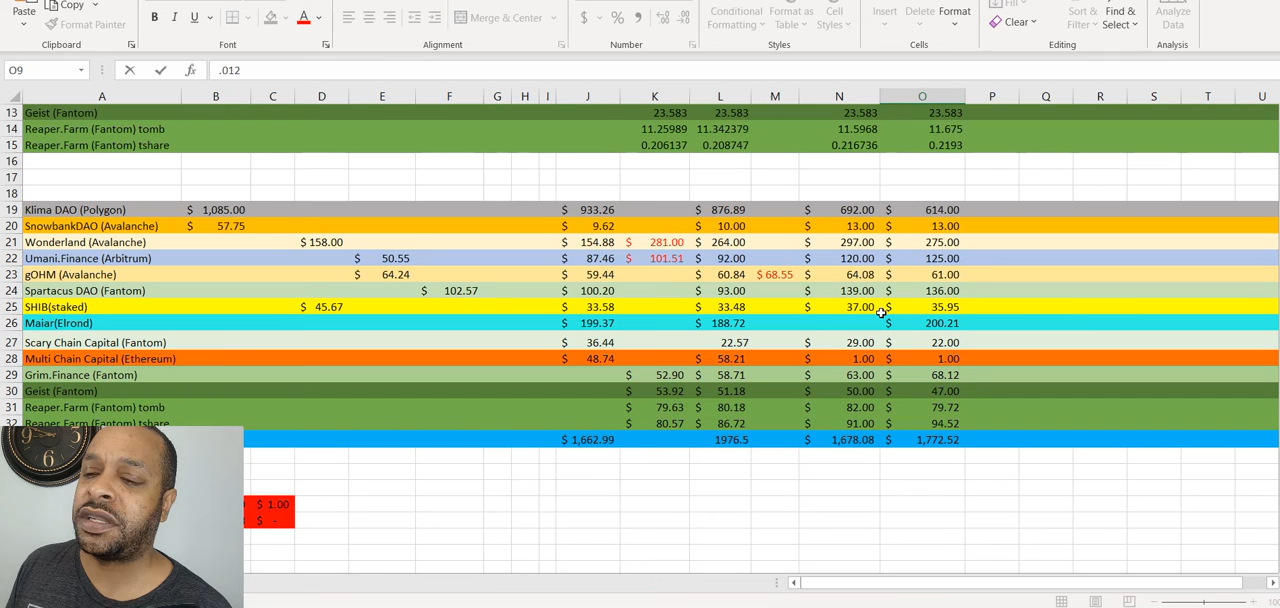 Paste
Copy
Format Painter
Clipboard
B I U
A
Font
Merge & Center
Alignment
$ % ,
Number
Conditional Formatting
Format as Table
Cell Styles
Styles
Insert Delete Format
Cells
Fill
Clear
Sort & Filter
Find & Select
Editing
Analyze Data
Analysis
O9 fx .012
A B C D E F G H I J K L M N O P Q R S T U
13 Geist (Fantom) 23.583 23.583 23.583 23.583
14 Reaper.Farm (Fantom) tomb 11.25989 11.342379 11.5968 11.675
15 Reaper.Farm (Fantom) tshare 0.206137 0.208747 0.216736 0.2193
16
17
18
19 Klima DAO (Polygon) $ 1,085.00 $ 933.26 $ 876.89 $ 692.00 $ 614.00
20 SnowbankDAO (Avalanche) $ 57.75 $ 9.62 $ 10.00 $ 13.00 $ 13.00
21 Wonderland (Avalanche) $ 158.00 $ 154.88 $ 281.00 $ 264.00 $ 297.00 $ 275.00
22 Umani.Finance (Arbitrum) $ 50.55 $ 87.46 $ 101.51 $ 92.00 $ 120.00 $ 125.00
23 gOHM (Avalanche) $ 64.24 $ 59.44 $ 60.84 $ 68.55 $ 64.08 $ 61.00
24 Spartacus DAO (Fantom) $ 102.57 $ 100.20 $ 93.00 $ 139.00 $ 136.00
25 SHIB(staked) $ 45.67 $ 33.58 $ 33.48 $ 37.00 $ 35.95
26 Maiar(Elrond) $ 199.37 $ 188.72 $ 200.21
27 Scary Chain Capital (Fantom) $ 36.44 22.57 $ 29.00 $ 22.00
28 Multi Chain Capital (Ethereum) $ 48.74 $ 58.21 $ 1.00 $ 1.00
29 Grim.Finance (Fantom) $ 52.90 $ 58.71 $ 63.00 $ 68.12
30 Geist (Fantom) $ 53.92 $ 51.18 $ 50.00 $ 47.00
31 Reaper.Farm (Fantom) tomb $ 79.63 $ 80.18 $ 82.00 $ 79.72
32 Reaper.Farm (Fantom) tshare $ 80.57 $ 86.72 $ 91.00 $ 94.52
$ 1,662.99 1976.5 $ 1,678.08 $ 1,772.52
$ 1.00
$ -